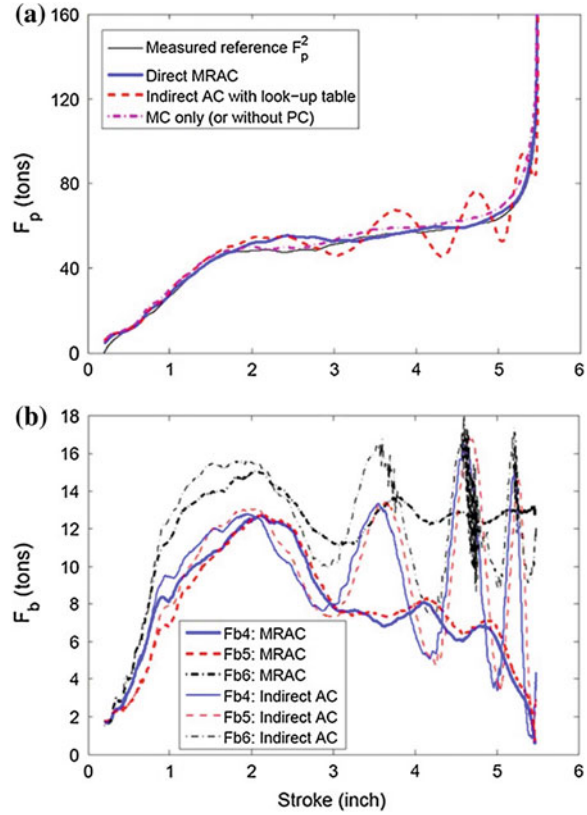 (a)
160
120
80
40
0
F_p (tons)
Measured reference F_p^2
Direct MRAC
Indirect AC with look-up table
MC only (or without PC)
0 1 2 3 4 5 6
(b)
18
16
14
12
10
8
6
4
2
0
F_b (tons)
Fb4: MRAC
Fb5: MRAC
Fb6: MRAC
Fb4: Indirect AC
Fb5: Indirect AC
Fb6: Indirect AC
0 1 2 3 4 5 6
Stroke (inch)